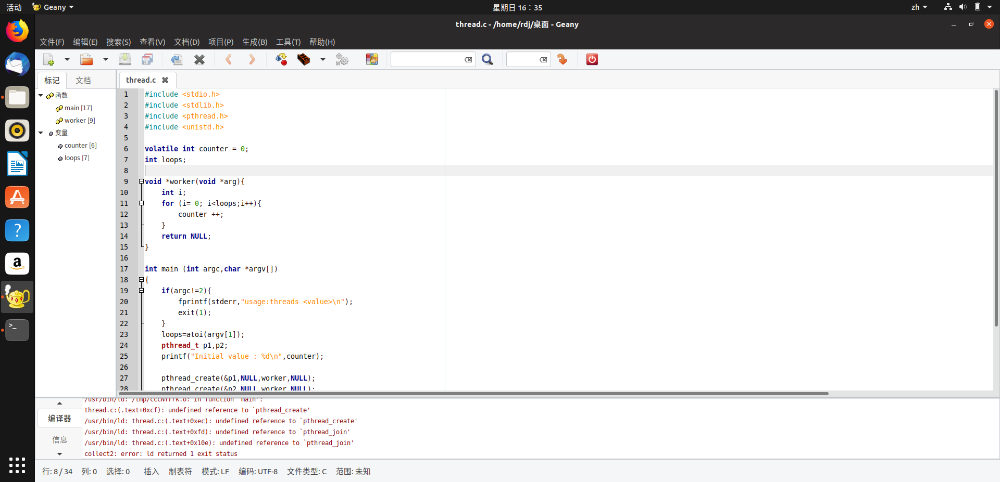 活动
Geany
星期日 16：35
zh
thread.c - /home/rdj/桌面 - Geany
文件(F) 编辑(E) 搜索(S) 查看(V) 文档(D) 项目(P) 生成(B) 工具(T) 帮助(H)
标记 文档
thread.c
函数
main [17]
worker [9]
变量
counter [6]
loops [7]
1 #include <stdio.h>
2 #include <stdlib.h>
3 #include <pthread.h>
4 #include <unistd.h>
5
6 volatile int counter = 0;
7 int loops;
8
9 void *worker(void *arg){
10 int i;
11 for (i= 0; i<loops;i++){
12 counter ++;
13 }
14 return NULL;
15 }
16
17 int main (int argc,char *argv[])
18 {
19 if(argc!=2){
20 fprintf(stderr,"usage:threads <value>\n");
21 exit(1);
22 }
23 loops=atoi(argv[1]);
24 pthread_t p1,p2;
25 printf("Initial value : %d\n",counter);
26
27 pthread_create(&p1,NULL,worker,NULL);
28 pthread_create(&p2,NULL,worker,NULL);
编译器
信息
/usr/bin/ld: /tmp/cccNYrrk.o: in function `main':
thread.c:(.text+0xcf): undefined reference to `pthread_create'
/usr/bin/ld: thread.c:(.text+0xec): undefined reference to `pthread_create'
/usr/bin/ld: thread.c:(.text+0xfd): undefined reference to `pthread_join'
/usr/bin/ld: thread.c:(.text+0x10e): undefined reference to `pthread_join'
collect2: error: ld returned 1 exit status
行: 8 / 34 列: 0 选择: 0 插入 制表符 模式: LF 编码: UTF-8 文件类型: C 范围: 未知